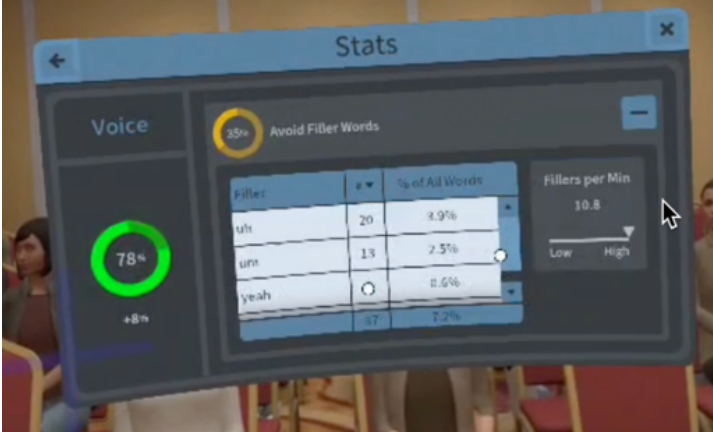 Stats
Voice
78%
+8%
35% Avoid Filler Words
Filler # % of All Words
uh 20 3.9%
um 13 2.5%
yeah 0.6%
37 7.2%
Fillers per Min
10.8
Low High